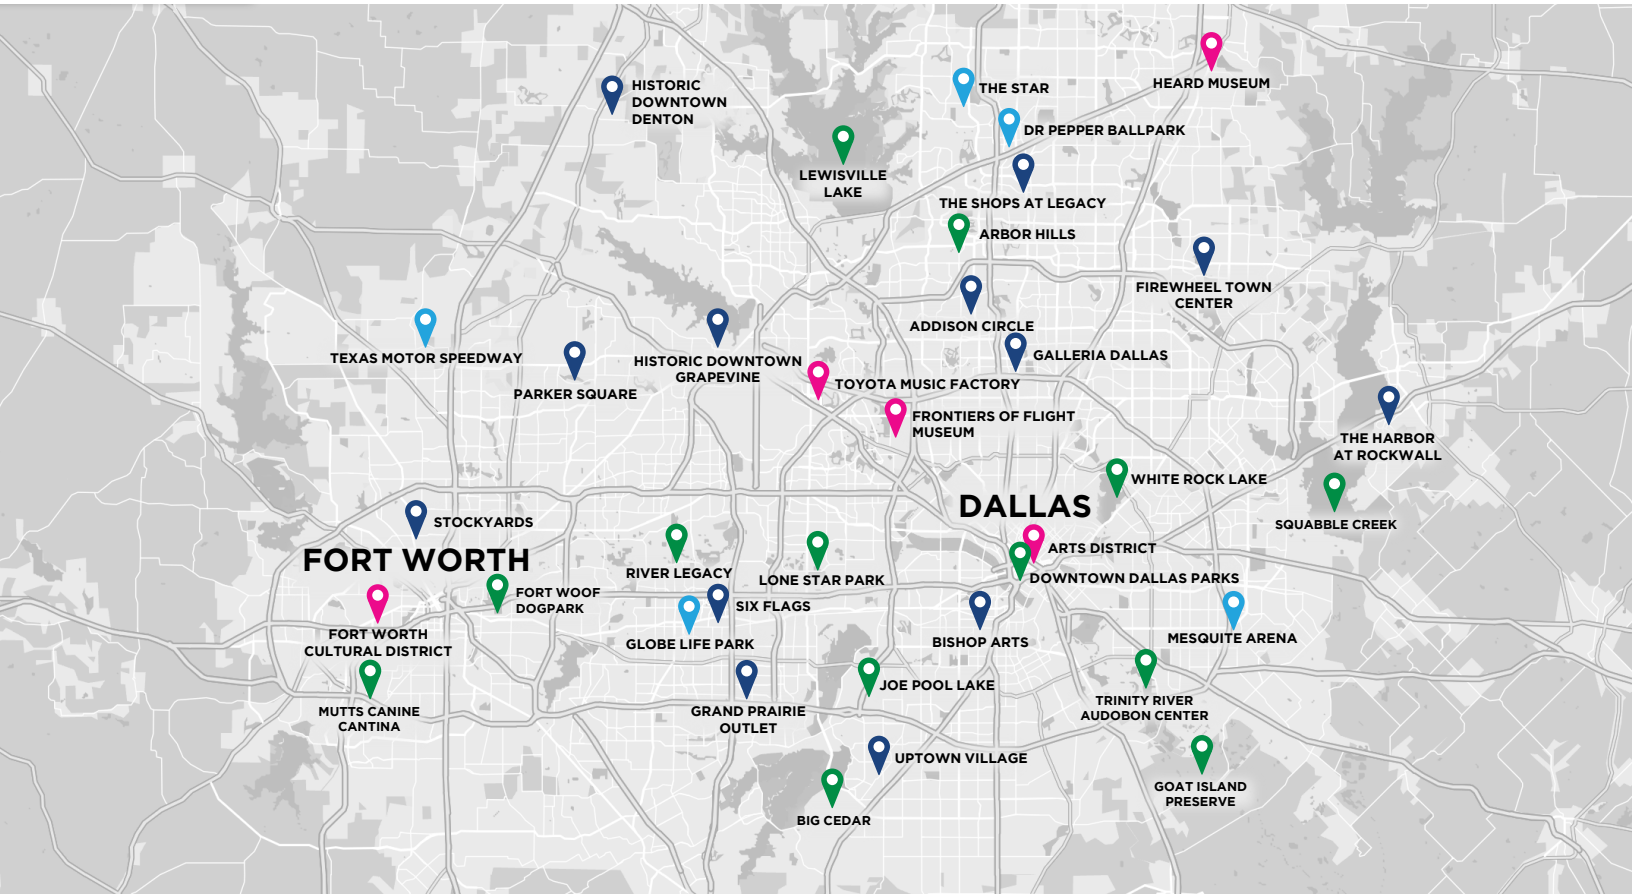 HEARD MUSEUM
HISTORIC
DOWNTOWN
DENTON
THE STAR
DR PEPPER BALLPARK
LEWISVILLE
LAKE
THE SHOPS AT LEGACY
ARBOR HILLS
FIREWHEEL TOWN
CENTER
ADDISON CIRCLE
TEXAS MOTOR SPEEDWAY
HISTORIC DOWNTOWN
GRAPEVINE
GALLERIA DALLAS
PARKER SQUARE
TOYOTA MUSIC FACTORY
FRONTIERS OF FLIGHT
MUSEUM
THE HARBOR
AT ROCKWALL
WHITE ROCK LAKE
DALLAS
STOCKYARDS
SQUABBLE CREEK
FORT WORTH
ARTS DISTRICT
RIVER LEGACY
LONE STAR PARK
DOWNTOWN DALLAS PARKS
FORT WOOF
DOGPARK
SIX FLAGS
FORT WORTH
CULTURAL DISTRICT
GLOBE LIFE PARK
BISHOP ARTS
MESQUITE ARENA
JOE POOL LAKE
MUTTS CANINE
CANTINA
GRAND PRAIRIE
OUTLET
TRINITY RIVER
AUDOBON CENTER
UPTOWN VILLAGE
GOAT ISLAND
PRESERVE
BIG CEDAR